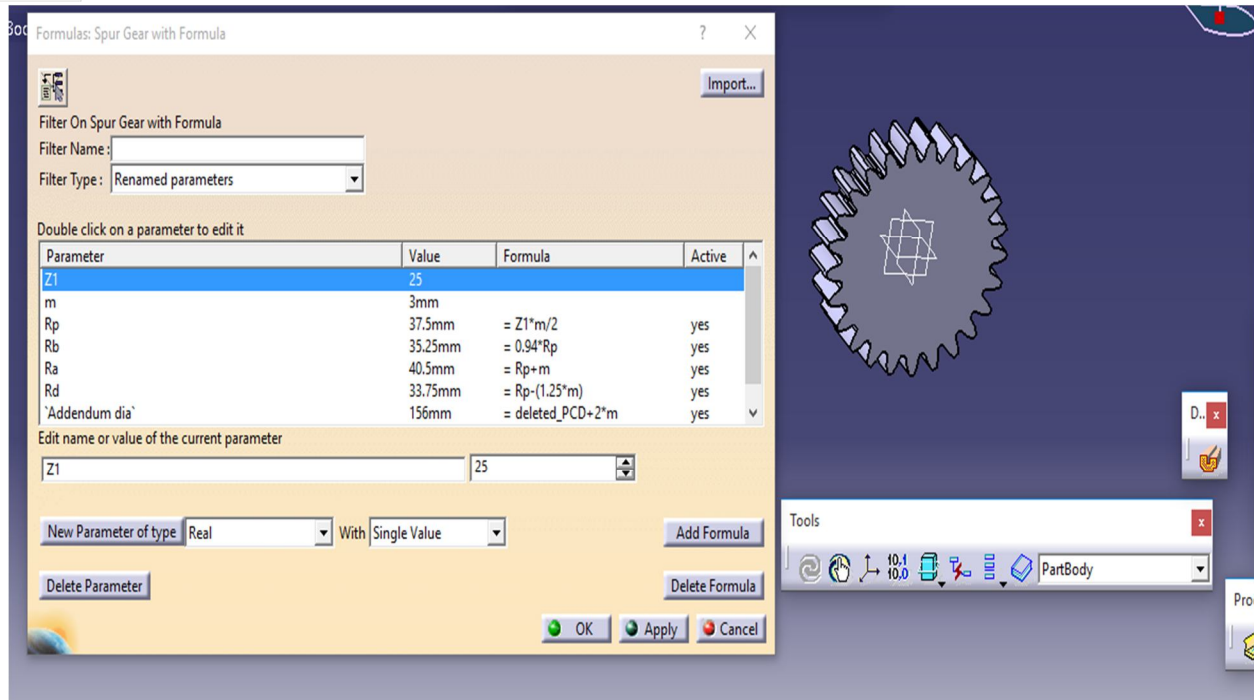 Formulas: Spur Gear with Formula ? X
Import...
Filter On Spur Gear with Formula
Filter Name :
Filter Type : Renamed parameters
Double click on a parameter to edit it
Parameter Value Formula Active
Z1 25
m 3mm
Rp 37.5mm = Z1*m/2 yes
Rb 35.25mm = 0.94*Rp yes
Ra 40.5mm = Rp+m yes
Rd 33.75mm = Rp-(1.25*m) yes
`Addendum dia` 156mm = deleted_PCD+2*m yes
Edit name or value of the current parameter
Z1 25
New Parameter of type Real With Single Value Add Formula
Delete Parameter Delete Formula
OK Apply Cancel
D.. x
Tools x
10,1
10,0
PartBody